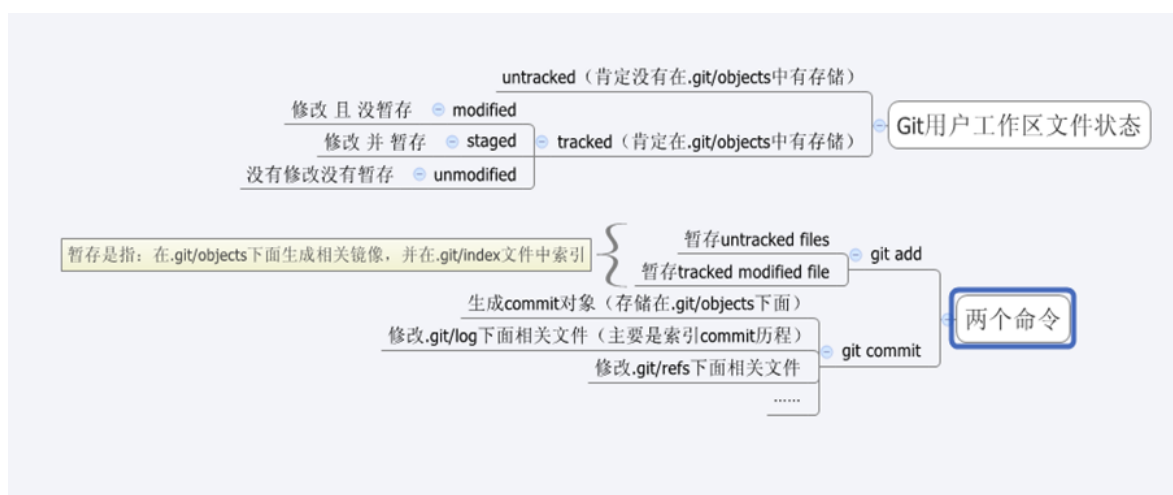 untracked（肯定没有在.git/objects中有存储）
修改 且 没暂存
modified
修改 并 暂存
staged
没有修改没有暂存
unmodified
tracked（肯定在.git/objects中有存储）
Git用户工作区文件状态
暂存是指：在.git/objects下面生成相关镜像，并在.git/index文件中索引
暂存untracked files
暂存tracked modified file
git add
生成commit对象（存储在.git/objects下面）
修改.git/log下面相关文件（主要是索引commit历程）
修改.git/refs下面相关文件
……
git commit
两个命令